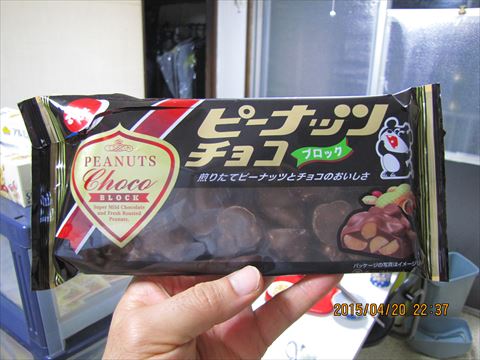 ピーナッツ
チョコ
ブロック
煎りたてピーナッツとチョコのおいしさ
PEANUTS
Choco
BLOCK
Super Mild Chocolate
and Fresh Roasted
Peanuts.
パッケージの写真はイメージ
2015/04/20 22:37